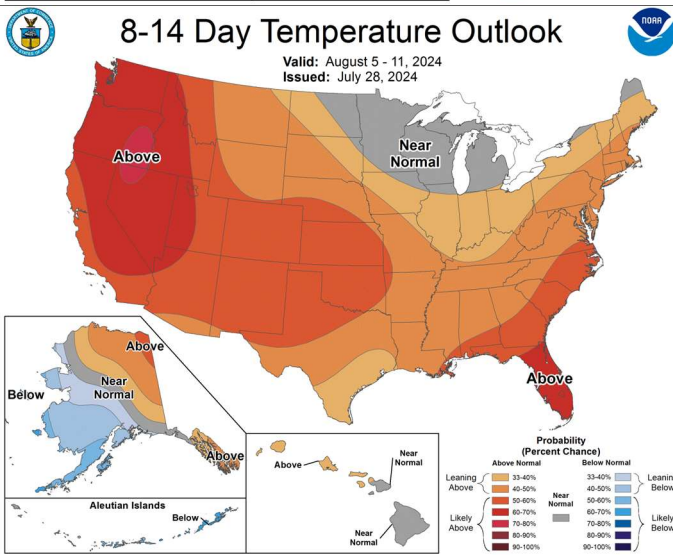 8-14 Day Temperature Outlook
Valid: August 5 - 11, 2024
Issued: July 28, 2024
NOAA
Above
Near
Normal
Above
Above
Near
Normal
Below
Above
Aleutian Islands
Below
Above
Near
Normal
Near
Normal
Probability
(Percent Chance)
Above Normal
Below Normal
Leaning
Above
33-40%
40-50%
Likely
Above
50-60%
60-70%
70-80%
80-90%
90-100%
Near
Normal
33-40%
40-50%
Leaning
Below
50-60%
60-70%
70-80%
80-90%
90-100%
Likely
Below